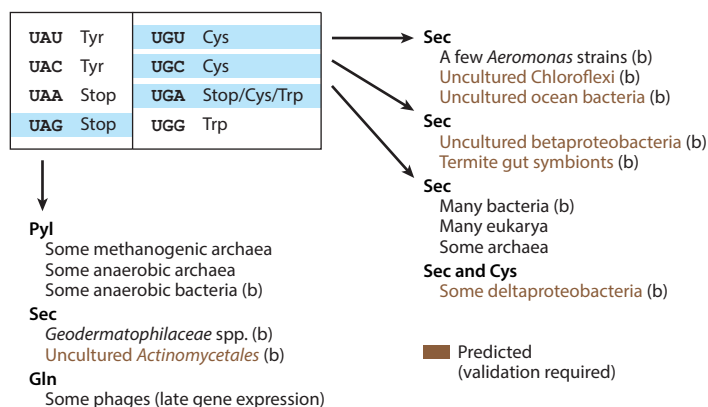 UAU Tyr UGU Cys
UAC Tyr UGC Cys
UAA Stop UGA Stop/Cys/Trp
UAG Stop UGG Trp
Sec
A few Aeromonas strains (b)
Uncultured Chloroflexi (b)
Uncultured ocean bacteria (b)
Sec
Uncultured betaproteobacteria (b)
Termite gut symbionts (b)
Sec
Many bacteria (b)
Many eukarya
Some archaea
Sec and Cys
Some deltaproteobacteria (b)
Pyl
Some methanogenic archaea
Some anaerobic archaea
Some anaerobic bacteria (b)
Sec
Geodermatophilaceae spp. (b)
Uncultured Actinomycetales (b)
Gln
Some phages (late gene expression)
Predicted
(validation required)